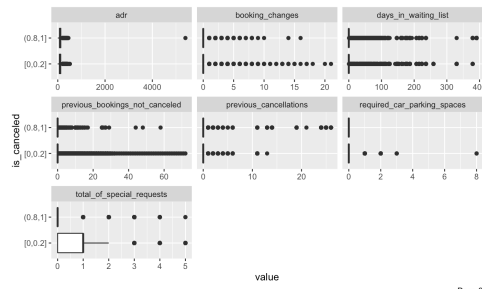 adr booking_changes days_in_waiting_list
(0.8,1]
[0,0.2]
0 2000 4000 0 5 10 15 20 0 100 200 300 400
previous_bookings_not_canceled previous_cancellations required_car_parking_spaces
(0.8,1]
[0,0.2]
0 20 40 60 0 10 20 0 2 4 6 8
is_canceled
total_of_special_requests
(0.8,1]
[0,0.2]
0 1 2 3 4 5
value